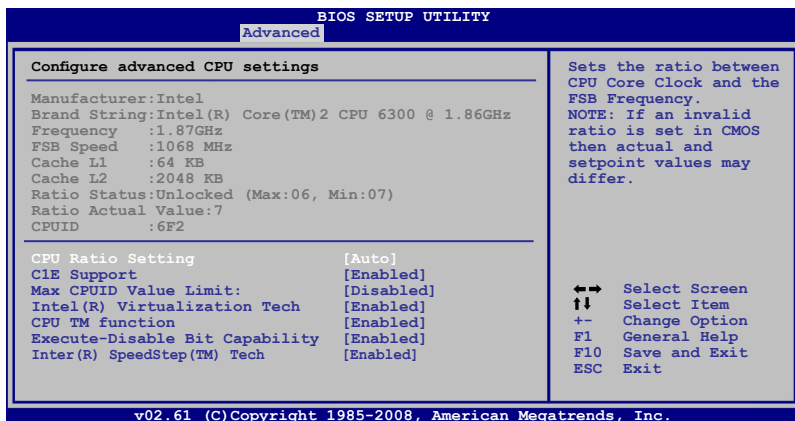 BIOS SETUP UTILITY
Advanced
Configure advanced CPU settings
Manufacturer:Intel
Brand String:Intel(R) Core(TM)2 CPU 6300 @ 1.86GHz
Frequency :1.87GHz
FSB Speed :1068 MHz
Cache L1 :64 KB
Cache L2 :2048 KB
Ratio Status:Unlocked (Max:06, Min:07)
Ratio Actual Value:7
CPUID :6F2
CPU Ratio Setting [Auto]
C1E Support [Enabled]
Max CPUID Value Limit: [Disabled]
Intel(R) Virtualization Tech [Enabled]
CPU TM function [Enabled]
Execute-Disable Bit Capability [Enabled]
Inter(R) SpeedStep(TM) Tech [Enabled]
Sets the ratio between
CPU Core Clock and the
FSB Frequency.
NOTE: If an invalid
ratio is set in CMOS
then actual and
setpoint values may
differ.
←→ Select Screen
↑↓ Select Item
+- Change Option
F1 General Help
F10 Save and Exit
ESC Exit
v02.61 (C)Copyright 1985-2008, American Megatrends, Inc.